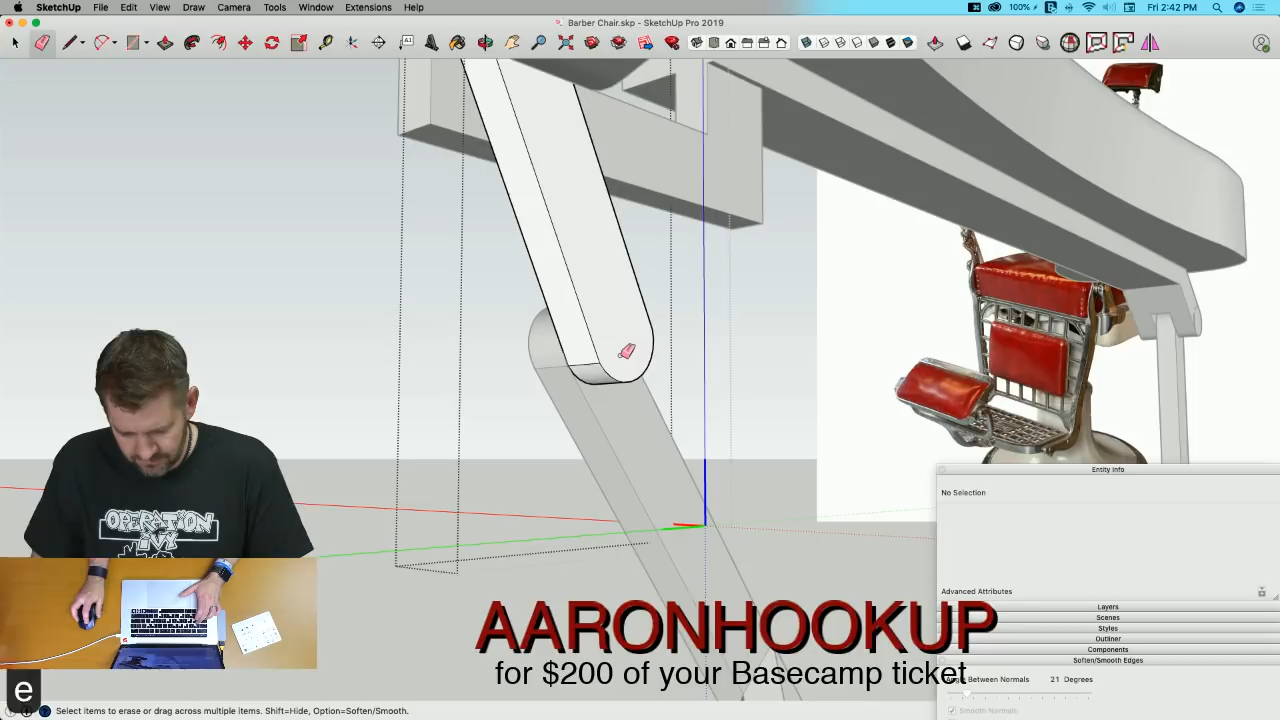 SketchUp File Edit View Draw Camera Tools Window Extensions Help 100% Fri 2:42 PM
Barber Chair.skp - SketchUp Pro 2019
Entity Info
No Selection
Advanced Attributes
Layers
Scenes
Styles
Outliner
Components
Soften/Smooth Edges
Angle Between Normals 21 Degrees
Smooth Normals
OPERATION
IVY
AARONHOOKUP
for $200 of your Basecamp ticket
e
Select items to erase or drag across multiple items. Shift=Hide, Option=Soften/Smooth.